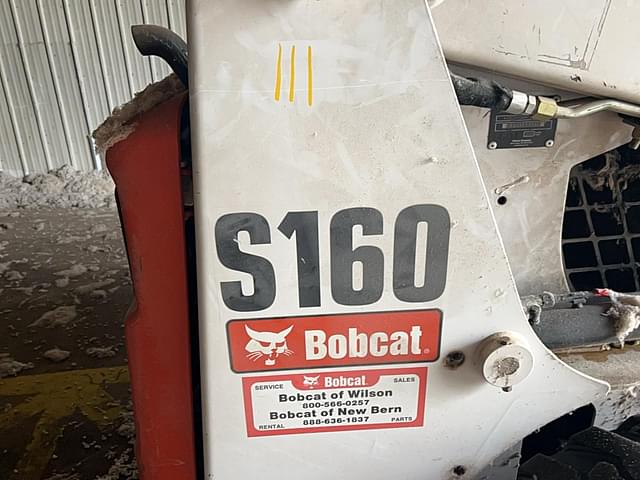 S160
Bobcat
SERVICE Bobcat SALES
Bobcat of Wilson
800-566-0257
Bobcat of New Bern
888-636-1837
RENTAL PARTS